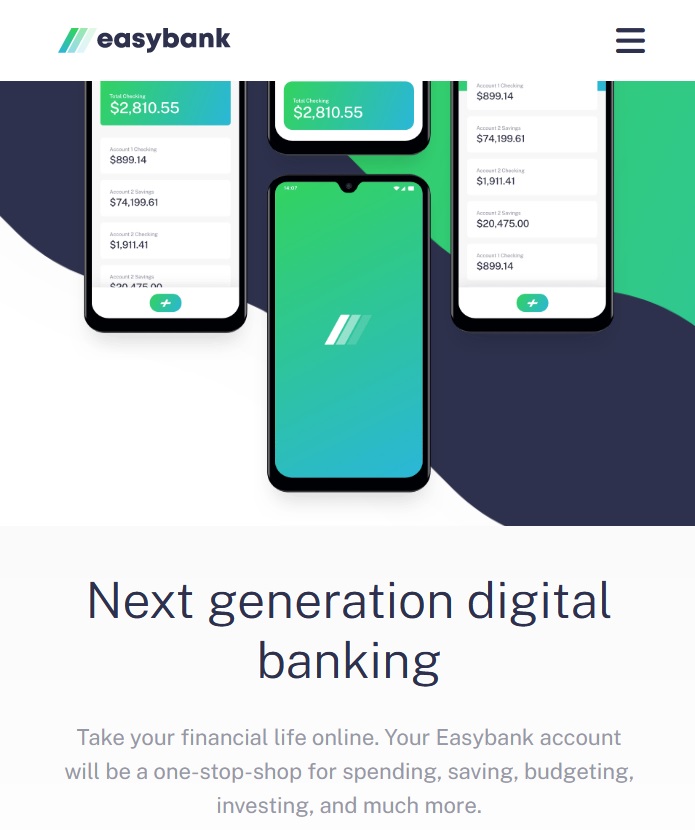 easybank
Total Checking
$2,810.55
Account 1 Checking
$899.14
Account 2 Savings
$74,199.61
Account 2 Checking
$1,911.41
Account 2 Savings
$20,475.00
Total Checking
$2,810.55
14:07
Account 1 Checking
$899.14
Account 2 Savings
$74,199.61
Account 2 Checking
$1,911.41
Account 2 Savings
$20,475.00
Account 1 Checking
$899.14
Next generation digital
banking
Take your financial life online. Your Easybank account
will be a one-stop-shop for spending, saving, budgeting,
investing, and much more.